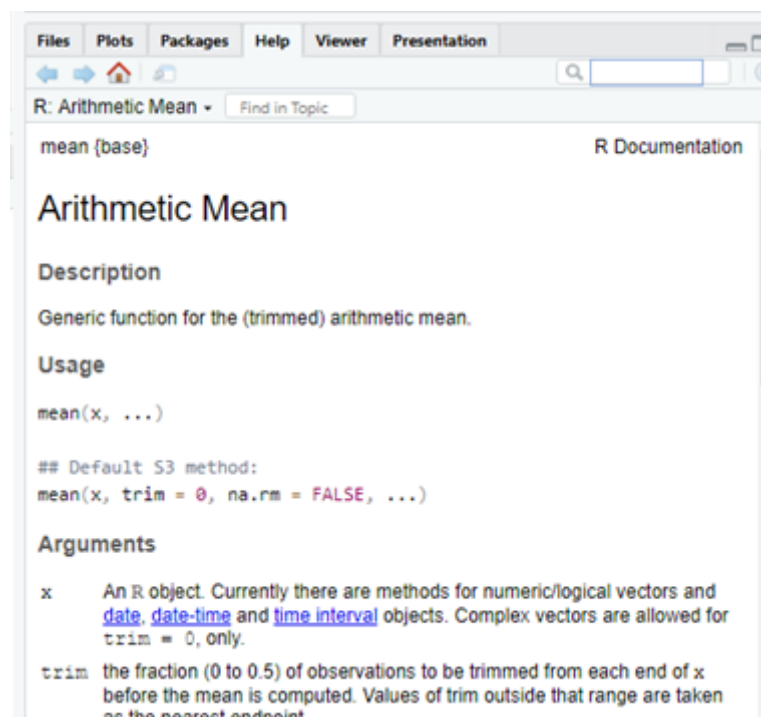 Files Plots Packages Help Viewer Presentation
R: Arithmetic Mean Find in Topic
mean {base} R Documentation
Arithmetic Mean
Description
Generic function for the (trimmed) arithmetic mean.
Usage
mean(x, ...)
## Default S3 method:
mean(x, trim = 0, na.rm = FALSE, ...)
Arguments
x An R object. Currently there are methods for numeric/logical vectors and
date, date-time and time interval objects. Complex vectors are allowed for
trim = 0, only.
trim the fraction (0 to 0.5) of observations to be trimmed from each end of x
before the mean is computed. Values of trim outside that range are taken
as the nearest endpoint.